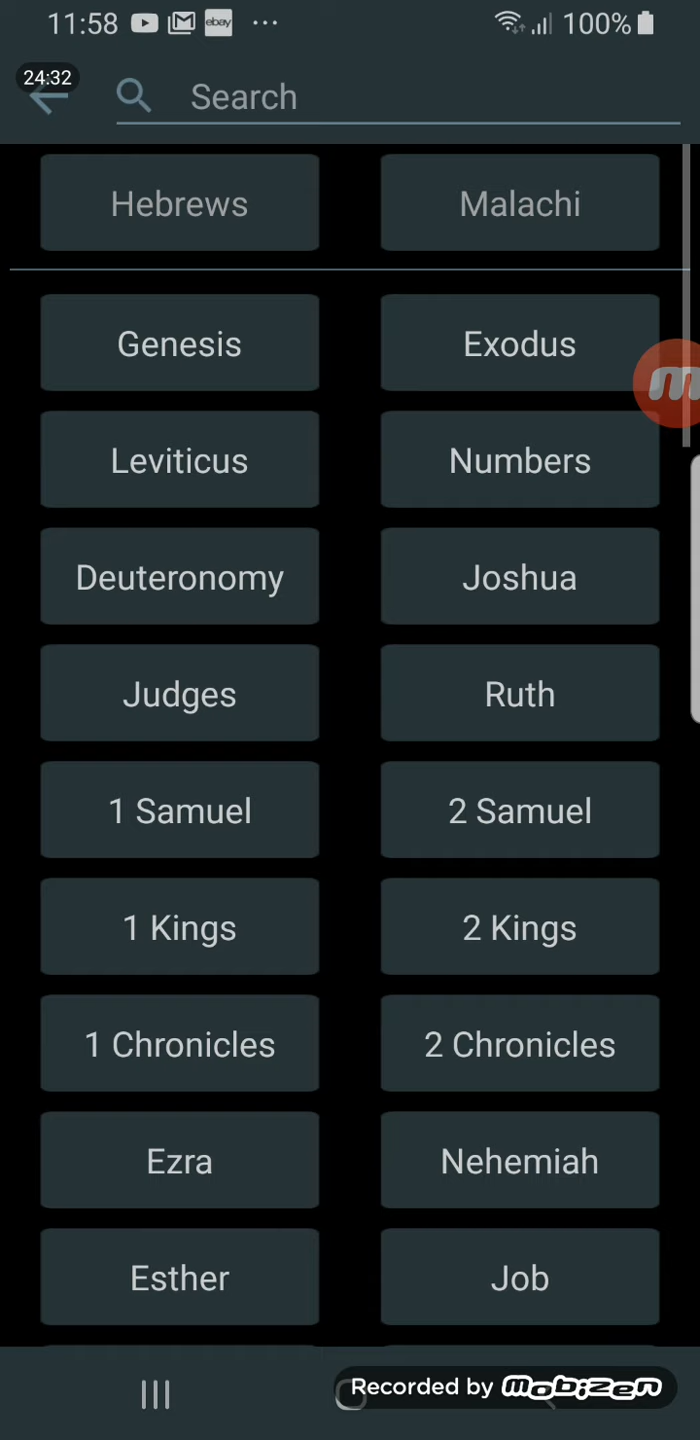 11:58 ebay ... 100%
24:32
Search
Hebrews Malachi
Genesis Exodus
Leviticus Numbers
Deuteronomy Joshua
Judges Ruth
1 Samuel 2 Samuel
1 Kings 2 Kings
1 Chronicles 2 Chronicles
Ezra Nehemiah
Esther Job
Recorded by mobizen